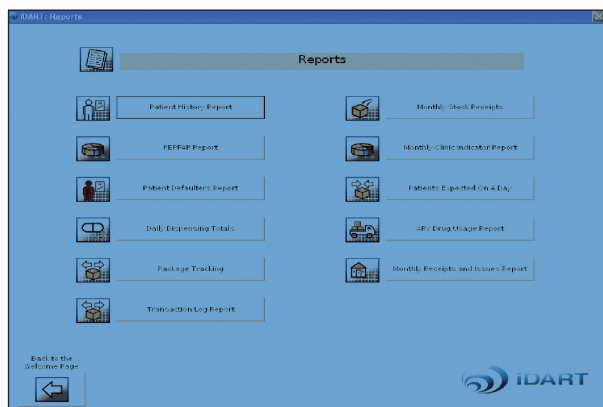 iDART: Reports
Reports
Patient History Report
PEPFAR Report
Patient Defaulters Report
Daily Dispensing Totals
Package Tracking
Transaction Log Report
Monthly Stock Receipts
Monthly Clinic Indicator Report
Patients Expected On A Day
ARV Drug Usage Report
Monthly Receipts and Issues Report
Back to the
Welcome Page
iDART